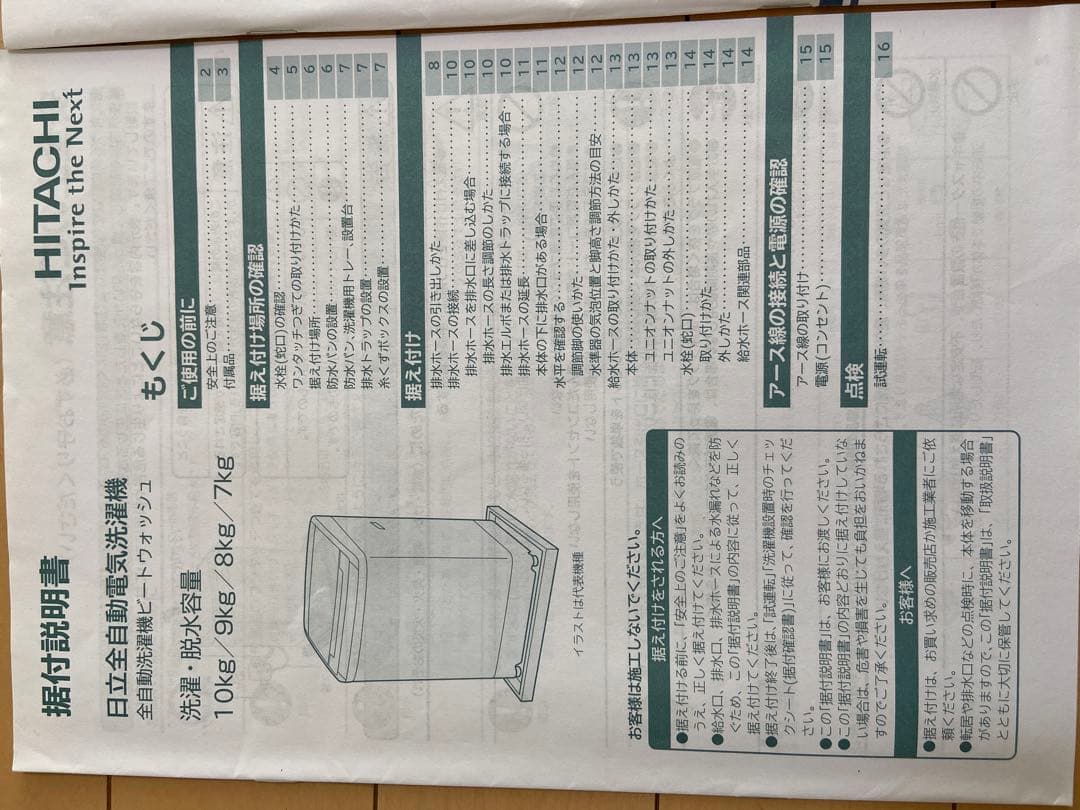 据付説明書
HITACHI
Inspire the Next
日立全自動電気洗濯機
全自動洗濯機ビートウォッシュ
洗濯・脱水容量
10kg/9kg/8kg/7kg
イラストは代表機種
お客様は施工しないでください。
据え付けをされる方へ
●据え付ける前に、「安全上のご注意」をよくお読みの
うえ、正しく据え付けてください。
●給水口、排水口、排水ホースによる水漏れなどを防
ぐため、この「据付説明書」の内容に従って、正しく
据え付けてください。
●据え付け終了後は、「試運転」「洗濯機設置時のチェッ
クシート(据付確認書)」に従って、確認を行ってくだ
さい。
●この「据付説明書」は、お客様にお渡しください。
●この「据付説明書」の内容どおりに据え付けしていな
い場合は、危害や損害を生じても負担をおいかねま
すのでご了承ください。
お客様へ
●据え付けは、お買い求めの販売店か施工業者にご依
頼ください。
●転居や排水口などの点検時に、本体を移動する場合
がありますので、この「据付説明書」は、「取扱説明書」
とともに大切に保管してください。
もくじ
ご使用の前に
安全上のご注意 2
付属品 3
据え付け場所の確認
水栓(蛇口)の確認 4
ワンタッチつぎての取り付けかた 5
据え付け場所 6
防水パンの設置 6
防水パン、洗濯機用トレー、設置台 7
排水トラップの設置 7
糸くずボックスの設置 7
据え付け
排水ホースの引き出しかた 8
排水ホースの接続 10
排水ホースを排水口に差し込む場合 10
排水ホースの長さ調節のしかた 10
排水エルボまたは排水トラップに接続する場合 10
排水ホースの延長 11
本体の下に排水口がある場合 11
水平を確認する 12
調節脚の使いかた 12
水準器の気泡位置と脚高さ調節方法の目安 12
給水ホースの取り付けかた・外しかた 13
本体 13
ユニオンナットの取り付けかた 13
ユニオンナットの外しかた 13
水栓(蛇口) 14
取り付けかた 14
外しかた 14
給水ホース関連部品 14
アース線の接続と電源の確認
アース線の取り付け 15
電源(コンセント) 15
点検
試運転 16